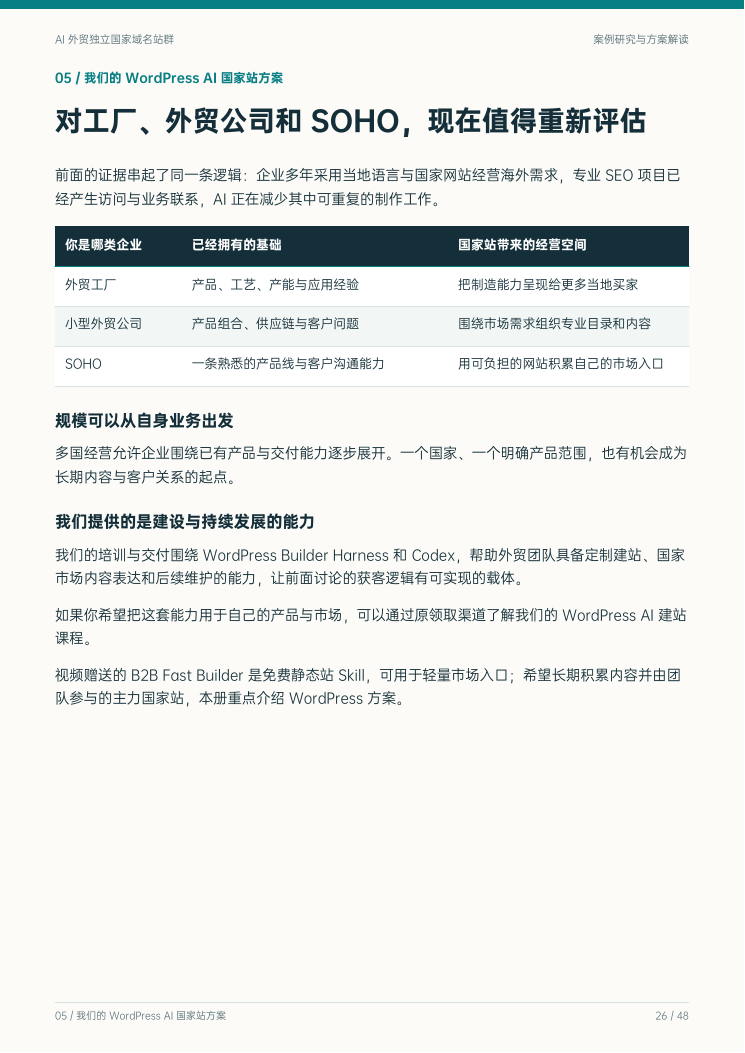 AI 外贸独立国家域名站群
案例研究与方案解读
05 / 我们的 WordPress AI 国家站方案
对工厂、外贸公司和 SOHO，现在值得重新评估
前面的证据串起了同一条逻辑：企业多年采用当地语言与国家网站经营海外需求，专业 SEO 项目已
经产生访问与业务联系，AI 正在减少其中可重复的制作工作。
你是哪类企业 已经拥有的基础 国家站带来的经营空间
外贸工厂 产品、工艺、产能与应用经验 把制造能力呈现给更多当地买家
小型外贸公司 产品组合、供应链与客户问题 围绕市场需求组织专业目录和内容
SOHO 一条熟悉的产品线与客户沟通能力 用可负担的网站积累自己的市场入口
规模可以从自身业务出发
多国经营允许企业围绕已有产品与交付能力逐步展开。一个国家、一个明确产品范围，也有机会成为
长期内容与客户关系的起点。
我们提供的是建设与持续发展的能力
我们的培训与交付围绕 WordPress Builder Harness 和 Codex，帮助外贸团队具备定制建站、国家
市场内容表达和后续维护的能力，让前面讨论的获客逻辑有可实现的载体。
如果你希望把这套能力用于自己的产品与市场，可以通过原领取渠道了解我们的 WordPress AI 建站
课程。
视频赠送的 B2B Fast Builder 是免费静态站 Skill，可用于轻量市场入口；希望长期积累内容并由团
队参与的主力国家站，本册重点介绍 WordPress 方案。
05 / 我们的 WordPress AI 国家站方案
26 / 48